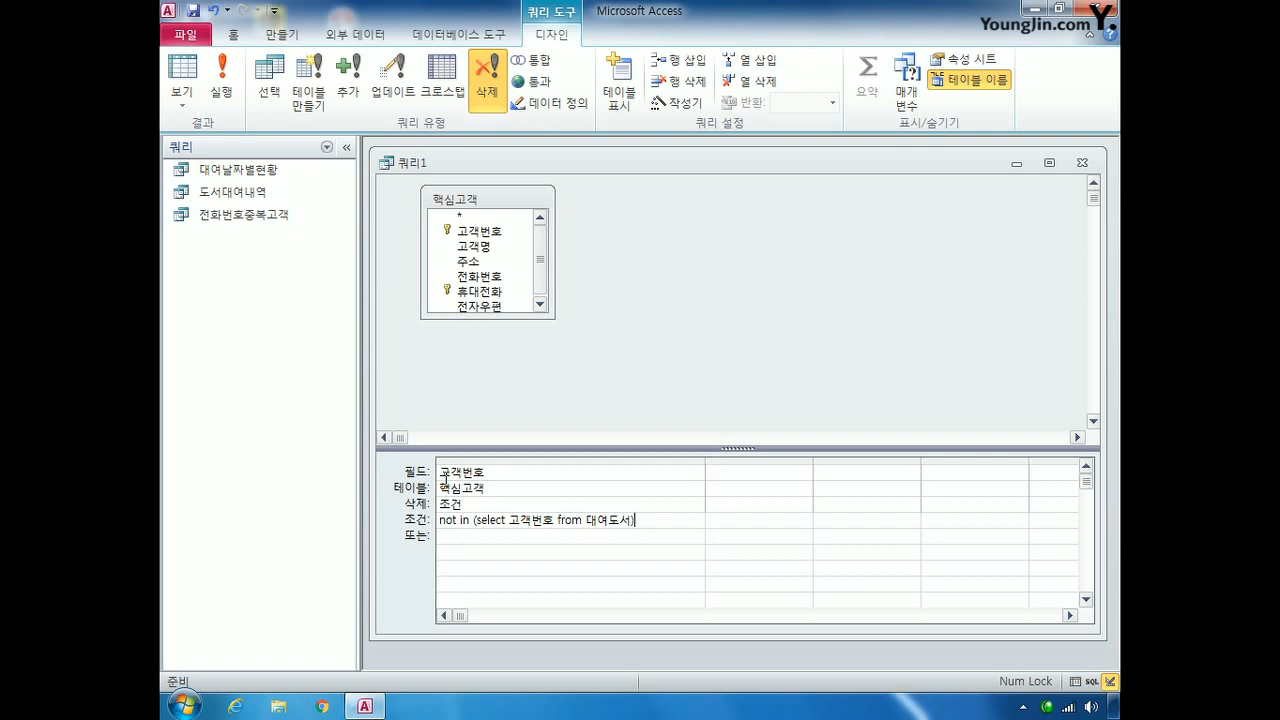 쿼리 도구
Microsoft Access
YoungJin.com Y.
파일 홈 만들기 외부 데이터 데이터베이스 도구 디자인
보기 실행
결과
선택 테이블 만들기 추가 업데이트 크로스탭 삭제
통합
통과
데이터 정의
쿼리 유형
테이블 표시
행 삽입
행 삭제
작성기
열 삽입
열 삭제
반환:
쿼리 설정
요약
매개 변수
속성 시트
테이블 이름
표시/숨기기
쿼리
대여날짜별현황
도서대여내역
전화번호중복고객
쿼리1
핵심고객
*
고객번호
고객명
주소
전화번호
휴대전화
전자우편
필드: 고객번호
테이블: 핵심고객
삭제: 조건
조건: not in (select 고객번호 from 대여도서)
또는:
준비
Num Lock
SQL